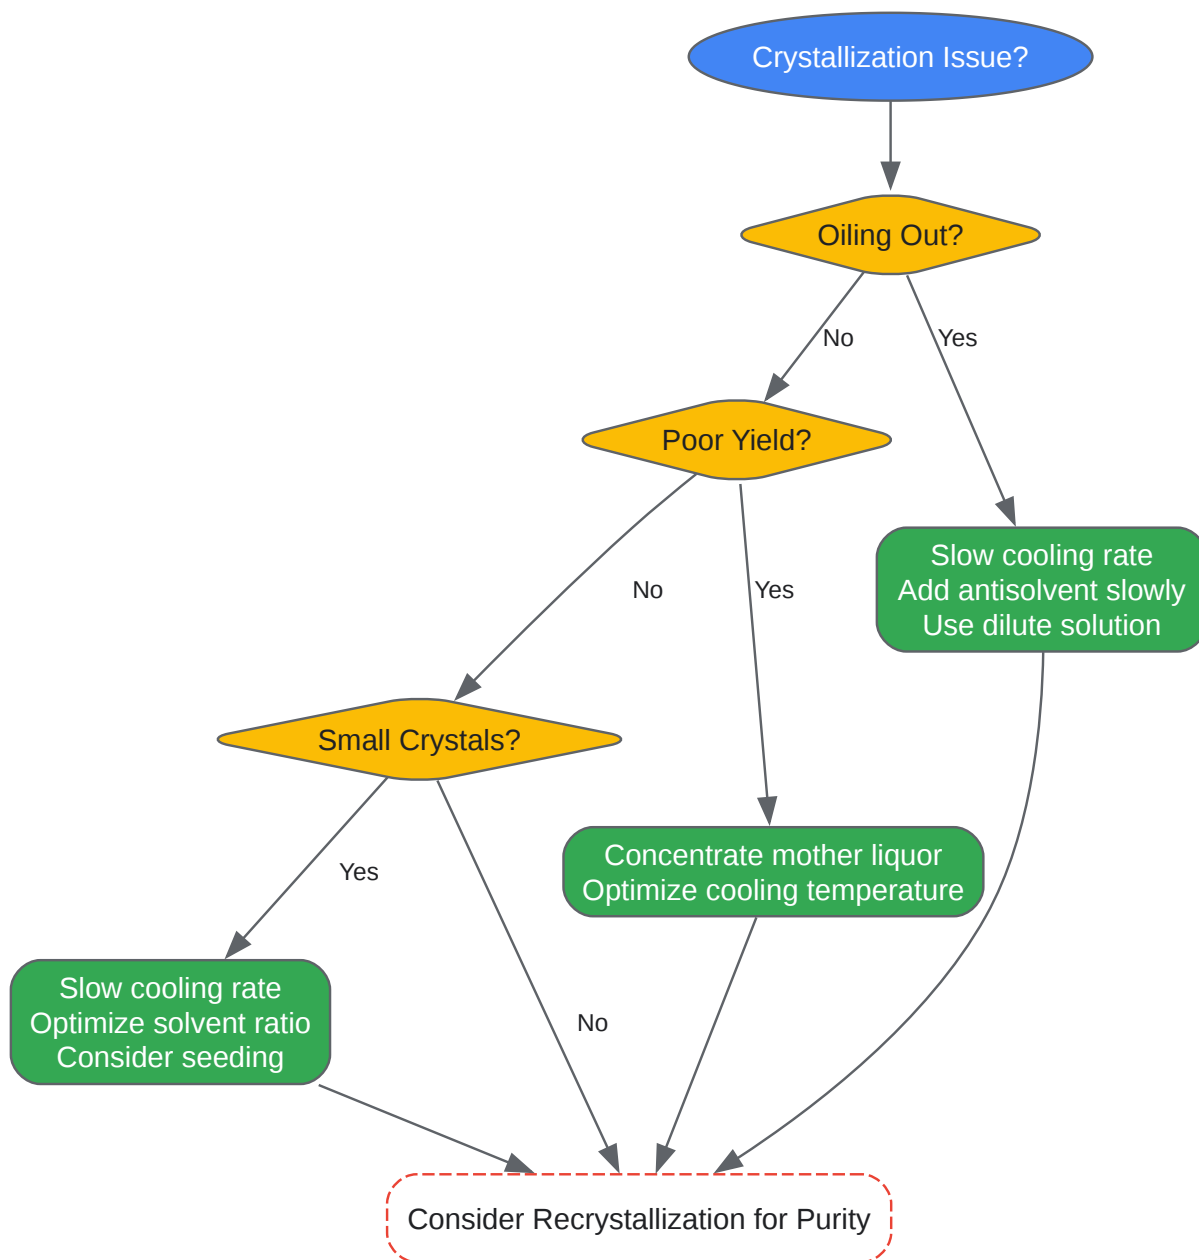 Crystallization Issue?
Oiling Out?
No
Yes
Poor Yield?
Slow cooling rate
Add antisolvent slowly
Use dilute solution
No
Yes
Small Crystals?
Concentrate mother liquor
Optimize cooling temperature
Yes
Slow cooling rate
Optimize solvent ratio
Consider seeding
No
Consider Recrystallization for Purity